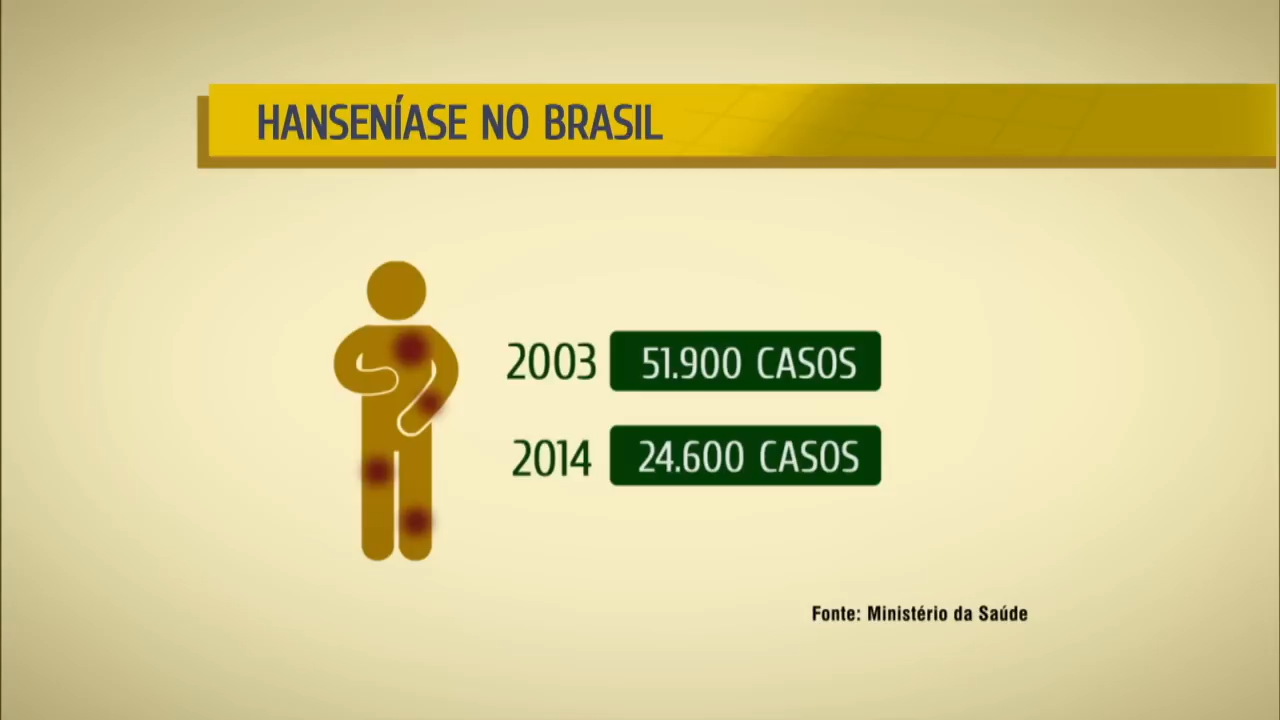 HANSENÍASE NO BRASIL
2003 51.900 CASOS
2014 24.600 CASOS
Fonte: Ministério da Saúde